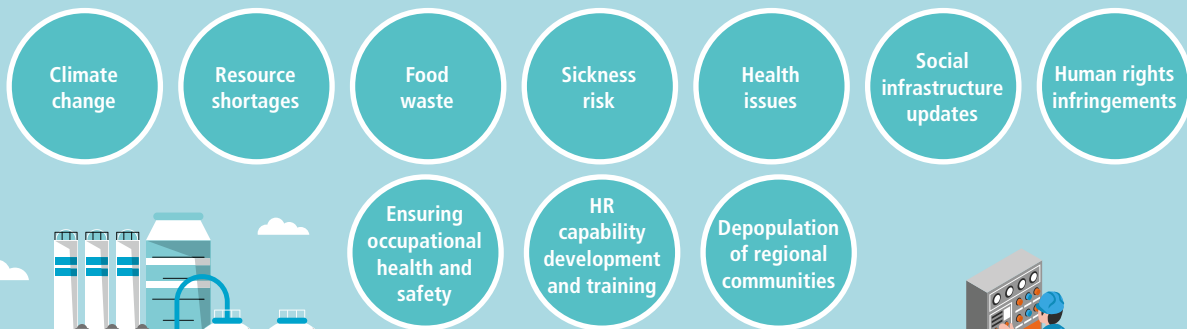 Climate
change
Resource
shortages
Food
waste
Sickness
risk
Health
issues
Social
infrastructure
updates
Human rights
infringements
Ensuring
occupational
health and
safety
HR
capability
development
and training
Depopulation
of regional
communities